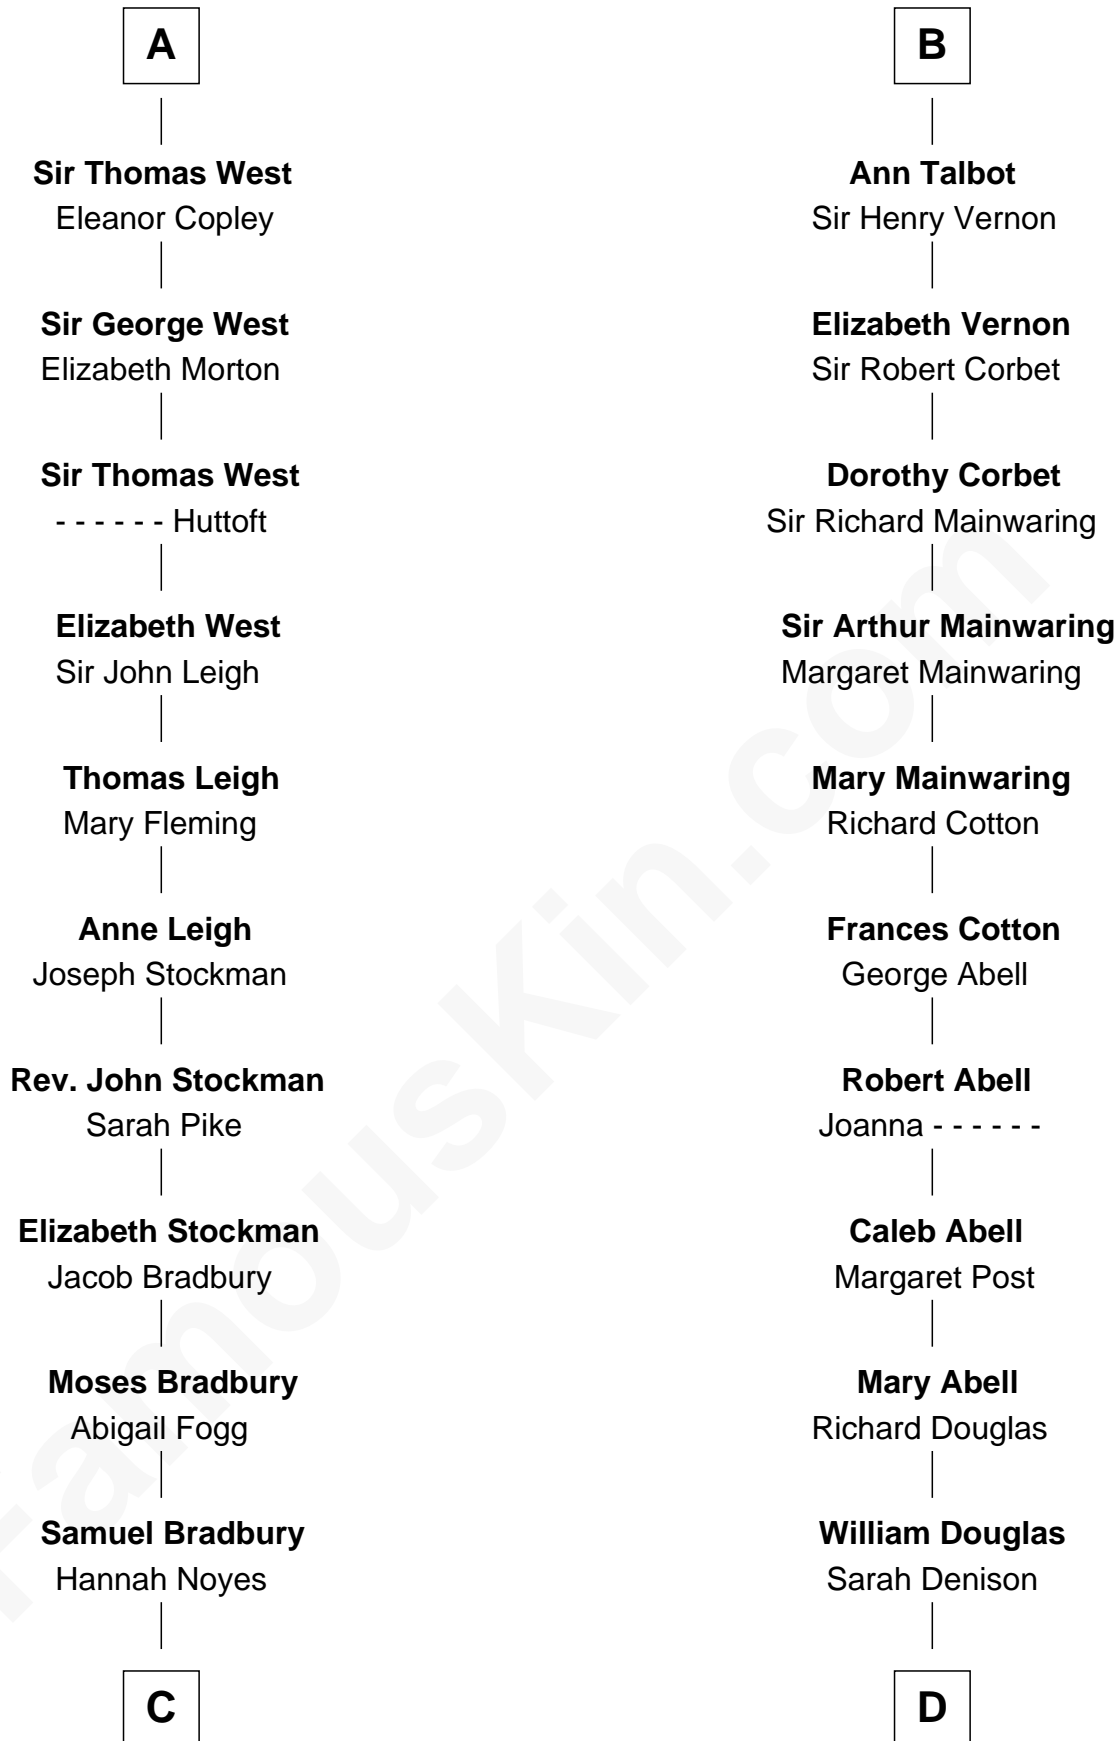 A
Sir Thomas West
Eleanor Copley
Sir George West
Elizabeth Morton
Sir Thomas West
- - - - - - Huttoft
Elizabeth West
Sir John Leigh
Thomas Leigh
Mary Fleming
Anne Leigh
Joseph Stockman
Rev. John Stockman
Sarah Pike
Elizabeth Stockman
Jacob Bradbury
Moses Bradbury
Abigail Fogg
Samuel Bradbury
Hannah Noyes
C
B
Ann Talbot
Sir Henry Vernon
Elizabeth Vernon
Sir Robert Corbet
Dorothy Corbet
Sir Richard Mainwaring
Sir Arthur Mainwaring
Margaret Mainwaring
Mary Mainwaring
Richard Cotton
Frances Cotton
George Abell
Robert Abell
Joanna - - - - - -
Caleb Abell
Margaret Post
Mary Abell
Richard Douglas
William Douglas
Sarah Denison
D
FamousKin.com